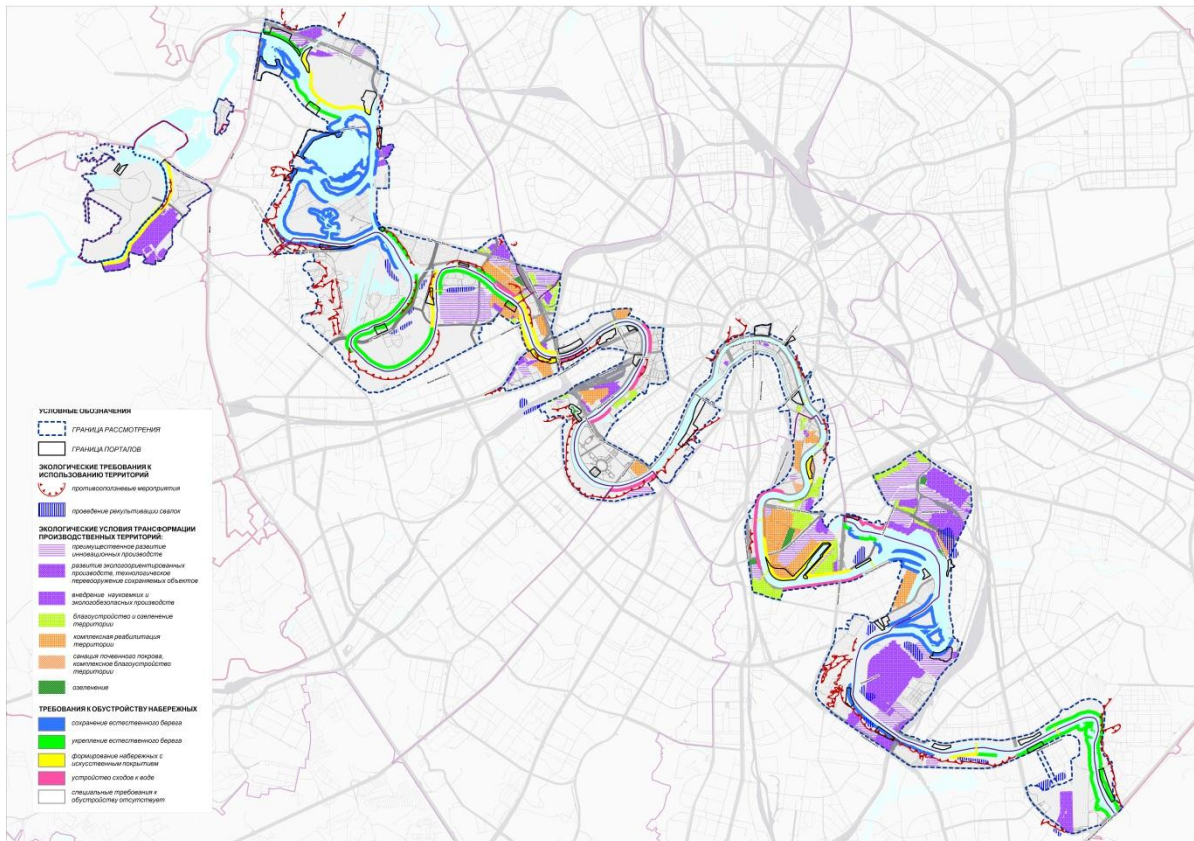 УСЛОВНЫЕ ОБОЗНАЧЕНИЯ
ГРАНИЦА РАССМОТРЕНИЯ
ГРАНИЦА ПОРТАЛОВ
ЭКОЛОГИЧЕСКИЕ ТРЕБОВАНИЯ К
ИСПОЛЬЗОВАНИЮ ТЕРРИТОРИЙ
противооползневые мероприятия
проведение рекультивации свалок
ЭКОЛОГИЧЕСКИЕ УСЛОВИЯ ТРАНСФОРМАЦИИ
ПРОИЗВОДСТВЕННЫХ ТЕРРИТОРИЙ:
преимущественное развитие
инновационных производств
развитие экологоориентированных
производств, технологическое
перевооружение сохраняемых объектов
внедрение наукоемких и
экологобезопасных производств
благоустройство и озеленение
территории
комплексная реабилитация
территории
санация почвенного покрова,
комплексное благоустройство
территории
озеленение
ТРЕБОВАНИЯ К ОБУСТРОЙСТВУ НАБЕРЕЖНЫХ
сохранение естественного берега
укрепление естественного берега
формирование набережных с
искусственным покрытием
устройство сходов к воде
специальные требования к
обустройству отсутствует